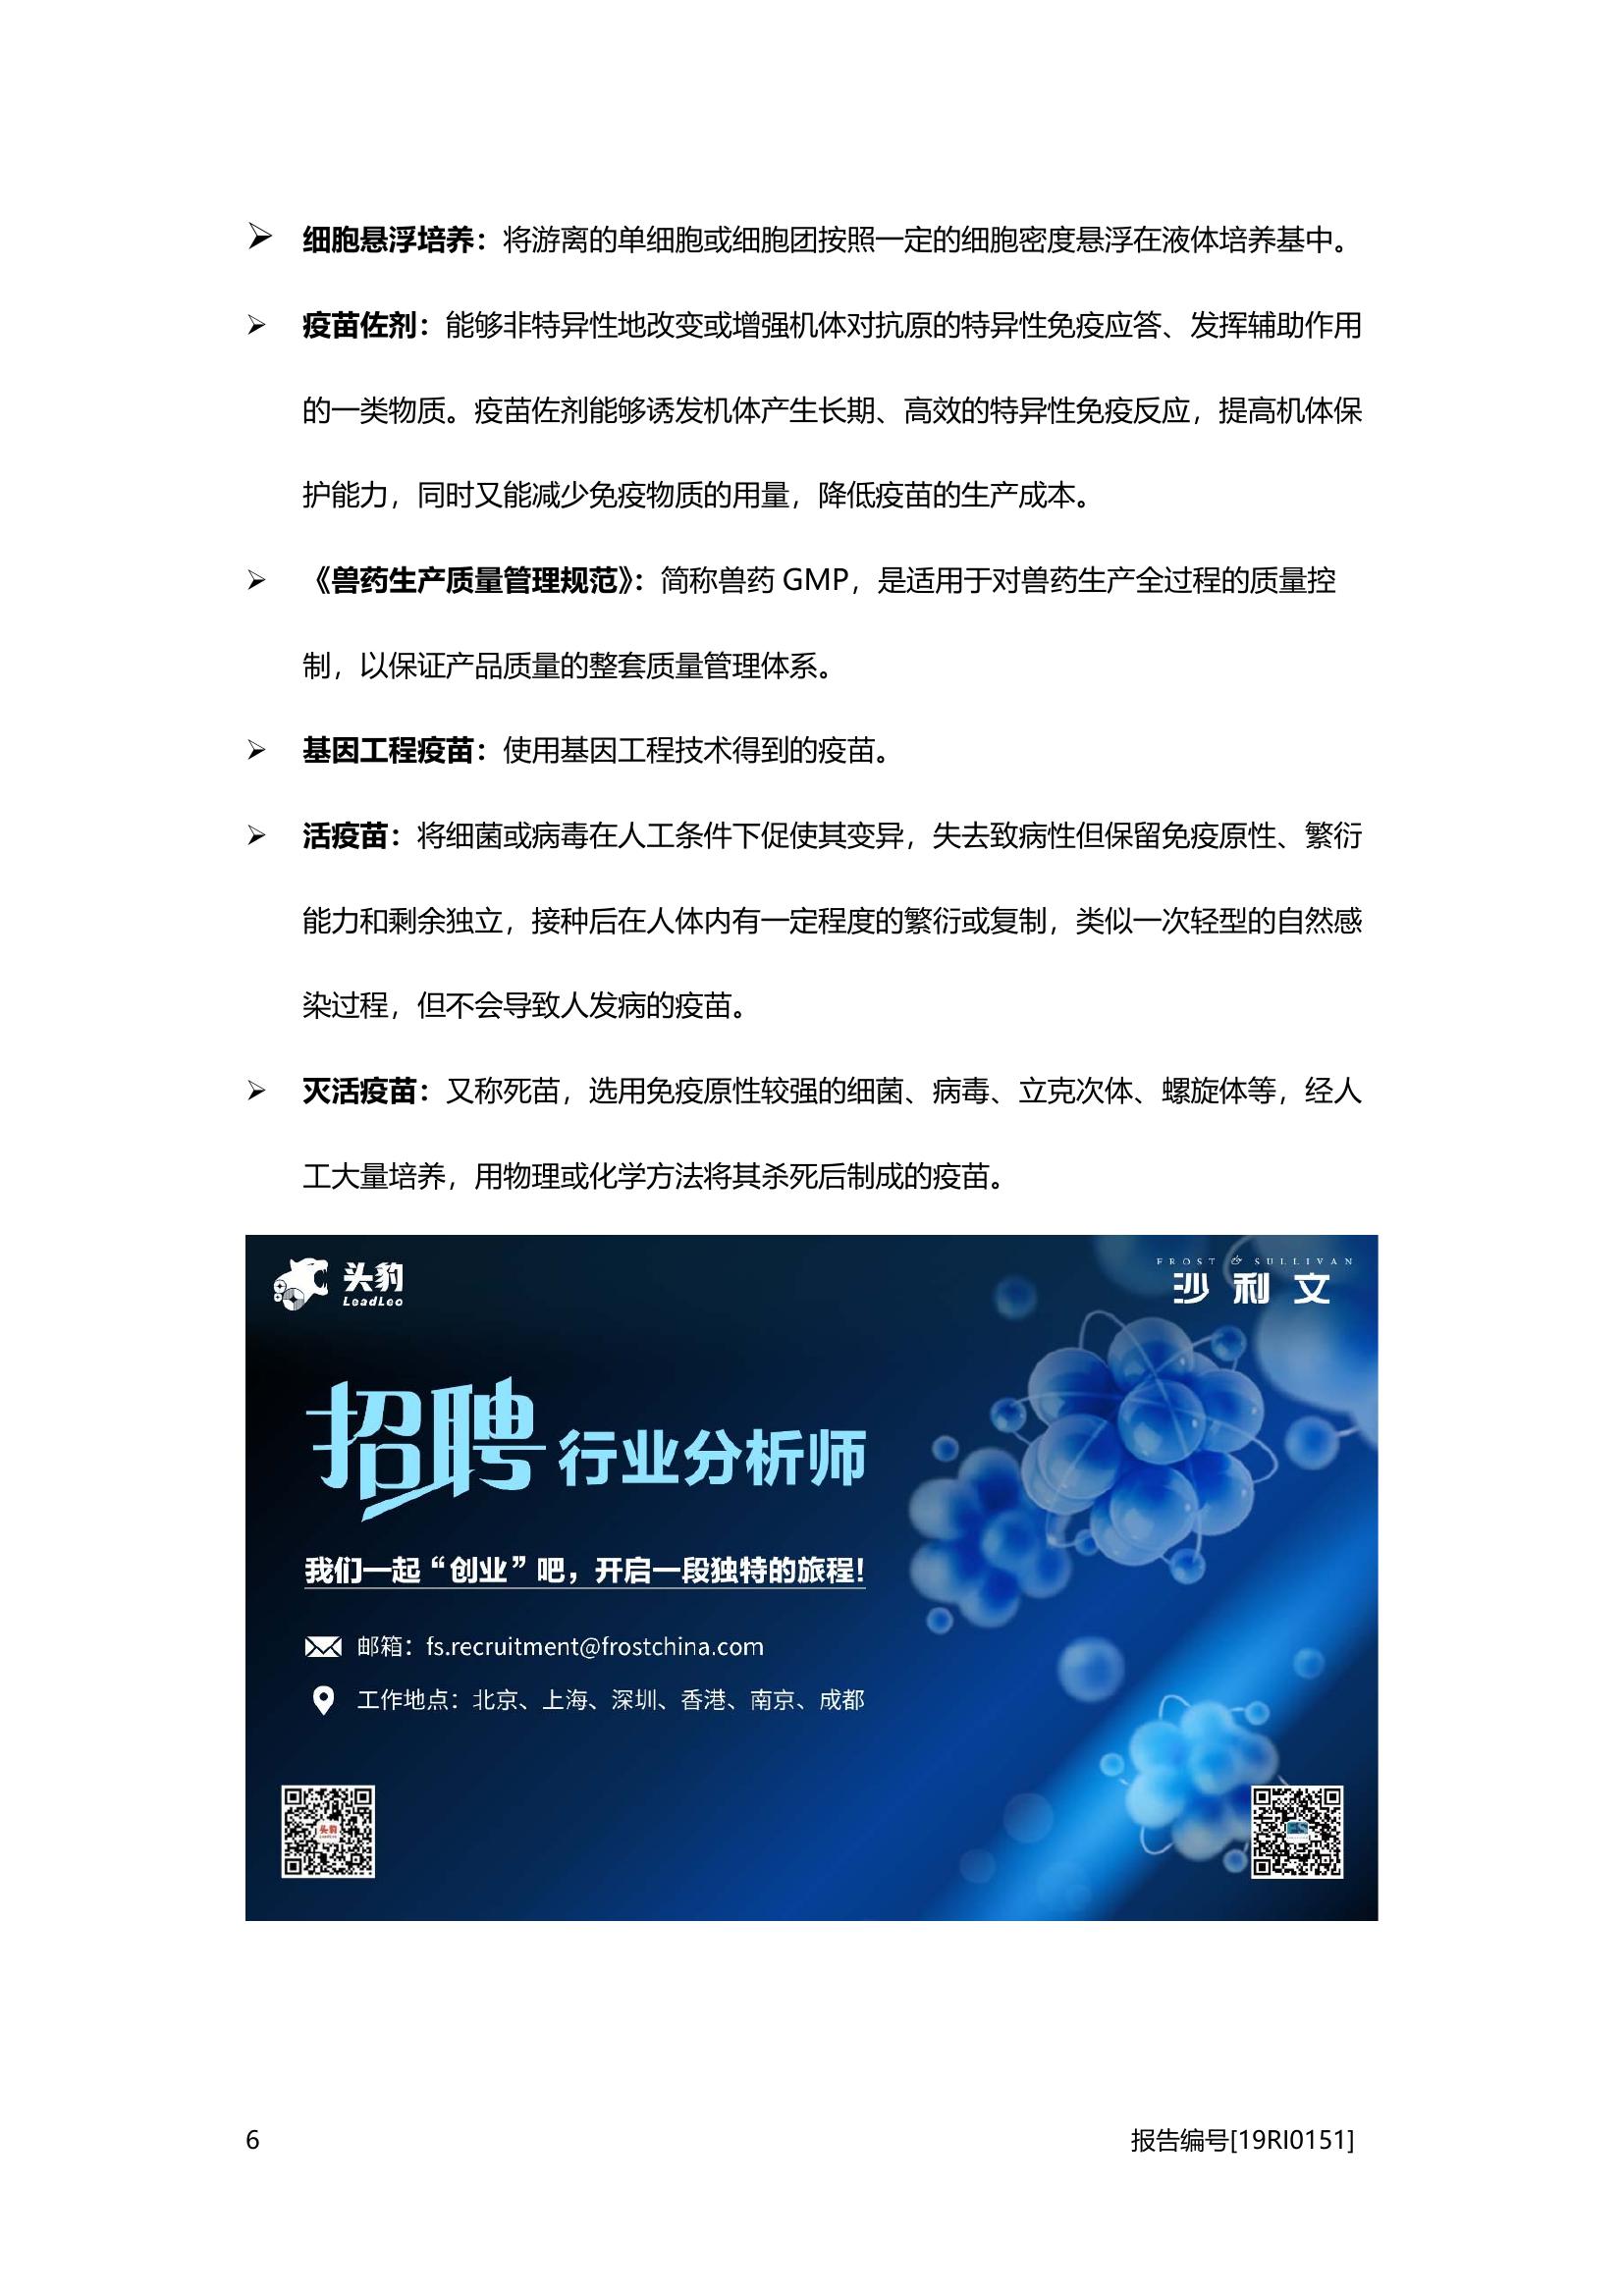 细胞悬浮培养：将游离的单细胞或细胞团按照一定的细胞密度悬浮在液体培养基中。
疫苗佐剂：能够非特异性地改变或增强机体对抗原的特异性免疫应答、发挥辅助作用
的一类物质。疫苗佐剂能够诱发机体产生长期、高效的特异性免疫反应，提高机体保
护能力，同时又能减少免疫物质的用量，降低疫苗的生产成本。
《兽药生产质量管理规范》：简称兽药 GMP，是适用于对兽药生产全过程的质量控
制，以保证产品质量的整套质量管理体系。
基因工程疫苗：使用基因工程技术得到的疫苗。
活疫苗：将细菌或病毒在人工条件下促使其变异，失去致病性但保留免疫原性、繁衍
能力和剩余独立，接种后在人体内有一定程度的繁衍或复制，类似一次轻型的自然感
染过程，但不会导致人发病的疫苗。
灭活疫苗：又称死苗，选用免疫原性较强的细菌、病毒、立克次体、螺旋体等，经人
工大量培养，用物理或化学方法将其杀死后制成的疫苗。
头豹
LeadLeo
FROST & SULLIVAN
沙利文
招聘 行业分析师
我们一起“创业”吧，开启一段独特的旅程！
邮箱：fs.recruitment@frostchina.com
工作地点：北京、上海、深圳、香港、南京、成都
头豹
6
报告编号[19RI0151]